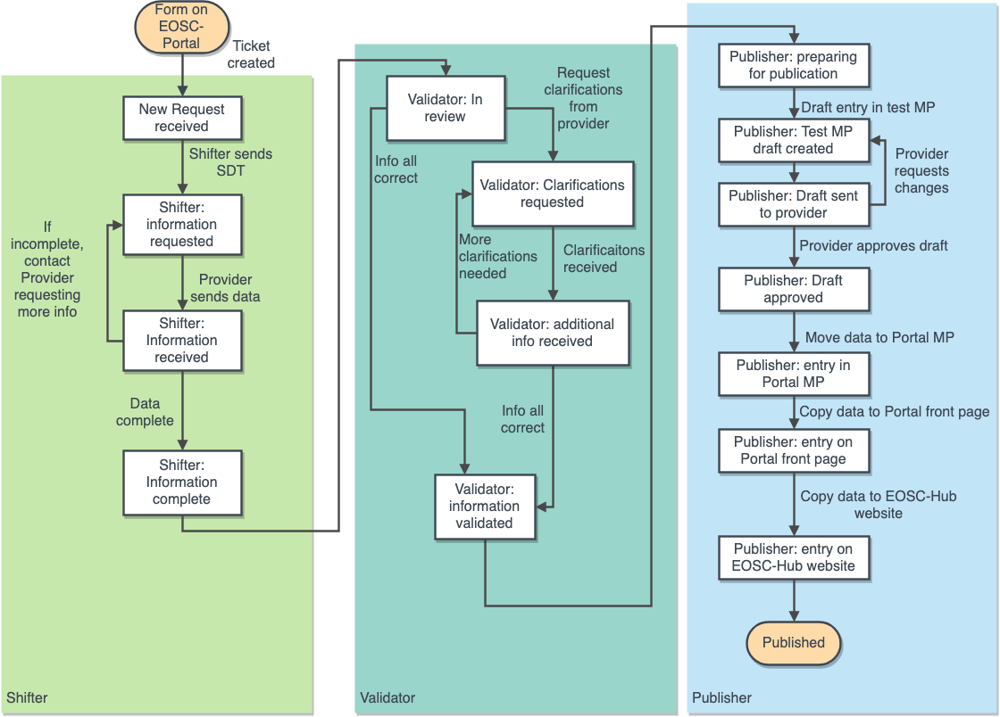 Form on
EOSC-
Portal
Ticket
created
New Request
received
Shifter sends
SDT
Shifter:
information
requested
If
incomplete,
contact
Provider
requesting
more info
Provider
sends data
Shifter:
Information
received
Data
complete
Shifter:
Information
complete
Shifter
Validator: In
review
Request
clarifications
from
provider
Info all
correct
Validator: Clarifications
requested
More
clarifications
needed
Clarificaitons
received
Validator: additional
info received
Info all
correct
Validator:
information
validated
Validator
Publisher: preparing
for publication
Draft entry in test MP
Publisher: Test MP
draft created
Provider
requests
changes
Publisher: Draft sent
to provider
Provider approves draft
Publisher: Draft
approved
Move data to Portal MP
Publisher: entry in
Portal MP
Copy data to Portal front page
Publisher: entry on
Portal front page
Copy data to EOSC-Hub
website
Publisher: entry on
EOSC-Hub website
Published
Publisher